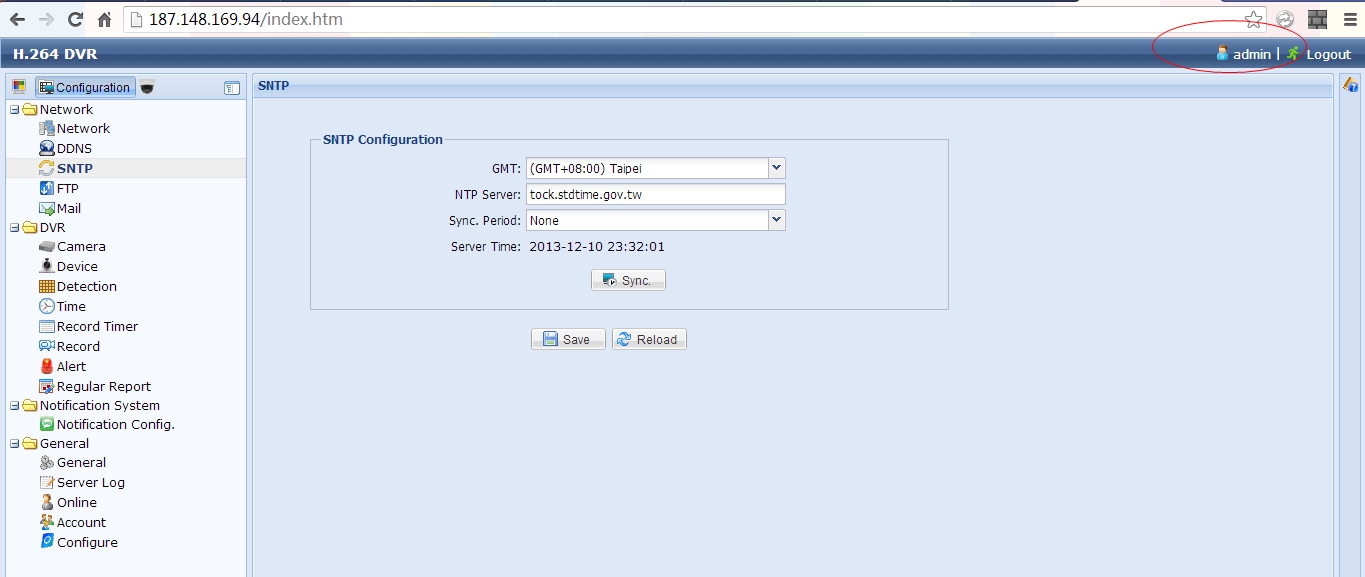 187.148.169.94/index.htm
H.264 DVR
admin | Logout
Configuration
SNTP
Network
Network
DDNS
SNTP
FTP
Mail
DVR
Camera
Device
Detection
Time
Record Timer
Record
Alert
Regular Report
Notification System
Notification Config.
General
General
Server Log
Online
Account
Configure
SNTP Configuration
GMT: (GMT+08:00) Taipei
NTP Server: tock.stdtime.gov.tw
Sync. Period: None
Server Time: 2013-12-10 23:32:01
Sync.
Save Reload